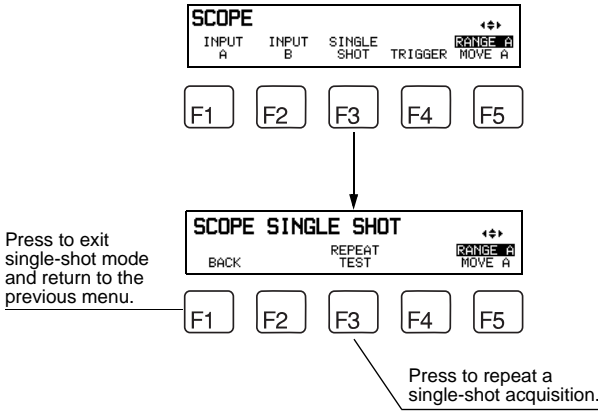 SCOPE
INPUT A
INPUT B
SINGLE SHOT
TRIGGER
RANGE A
MOVE A
F1 F2 F3 F4 F5
SCOPE SINGLE SHOT
BACK
REPEAT TEST
RANGE A
MOVE A
Press to exit
single-shot mode
and return to the
previous menu.
F1 F2 F3 F4 F5
Press to repeat a
single-shot acquisition.